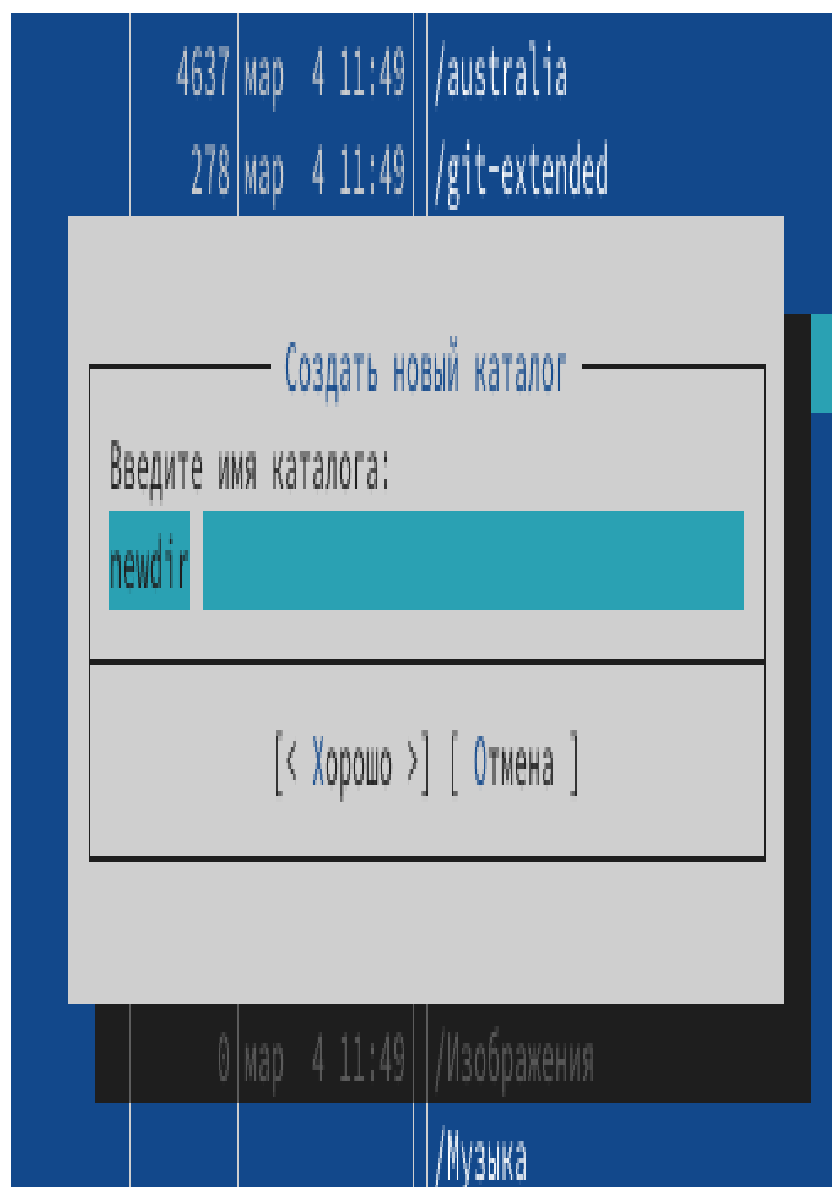 4637 мар 4 11:49 /australia
278 мар 4 11:49 /git-extended
Создать новый каталог
Введите имя каталога:
newdir
[< Хорошо >] [ Отмена ]
0 мар 4 11:49 /Изображения
/Музыка